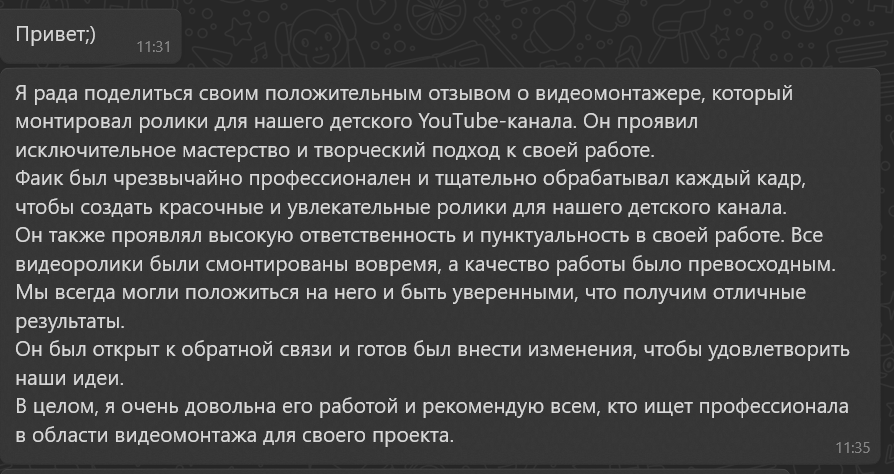 Привет;)
11:31
Я рада поделиться своим положительным отзывом о видеомонтажере, который
монтировал ролики для нашего детского YouTube-канала. Он проявил
исключительное мастерство и творческий подход к своей работе.
Фаик был чрезвычайно профессионален и тщательно обрабатывал каждый кадр,
чтобы создать красочные и увлекательные ролики для нашего детского канала.
Он также проявлял высокую ответственность и пунктуальность в своей работе. Все
видеоролики были смонтированы вовремя, а качество работы было превосходным.
Мы всегда могли положиться на него и быть уверенными, что получим отличные
результаты.
Он был открыт к обратной связи и готов был внести изменения, чтобы удовлетворить
наши идеи.
В целом, я очень довольна его работой и рекомендую всем, кто ищет профессионала
в области видеомонтажа для своего проекта.
11:35